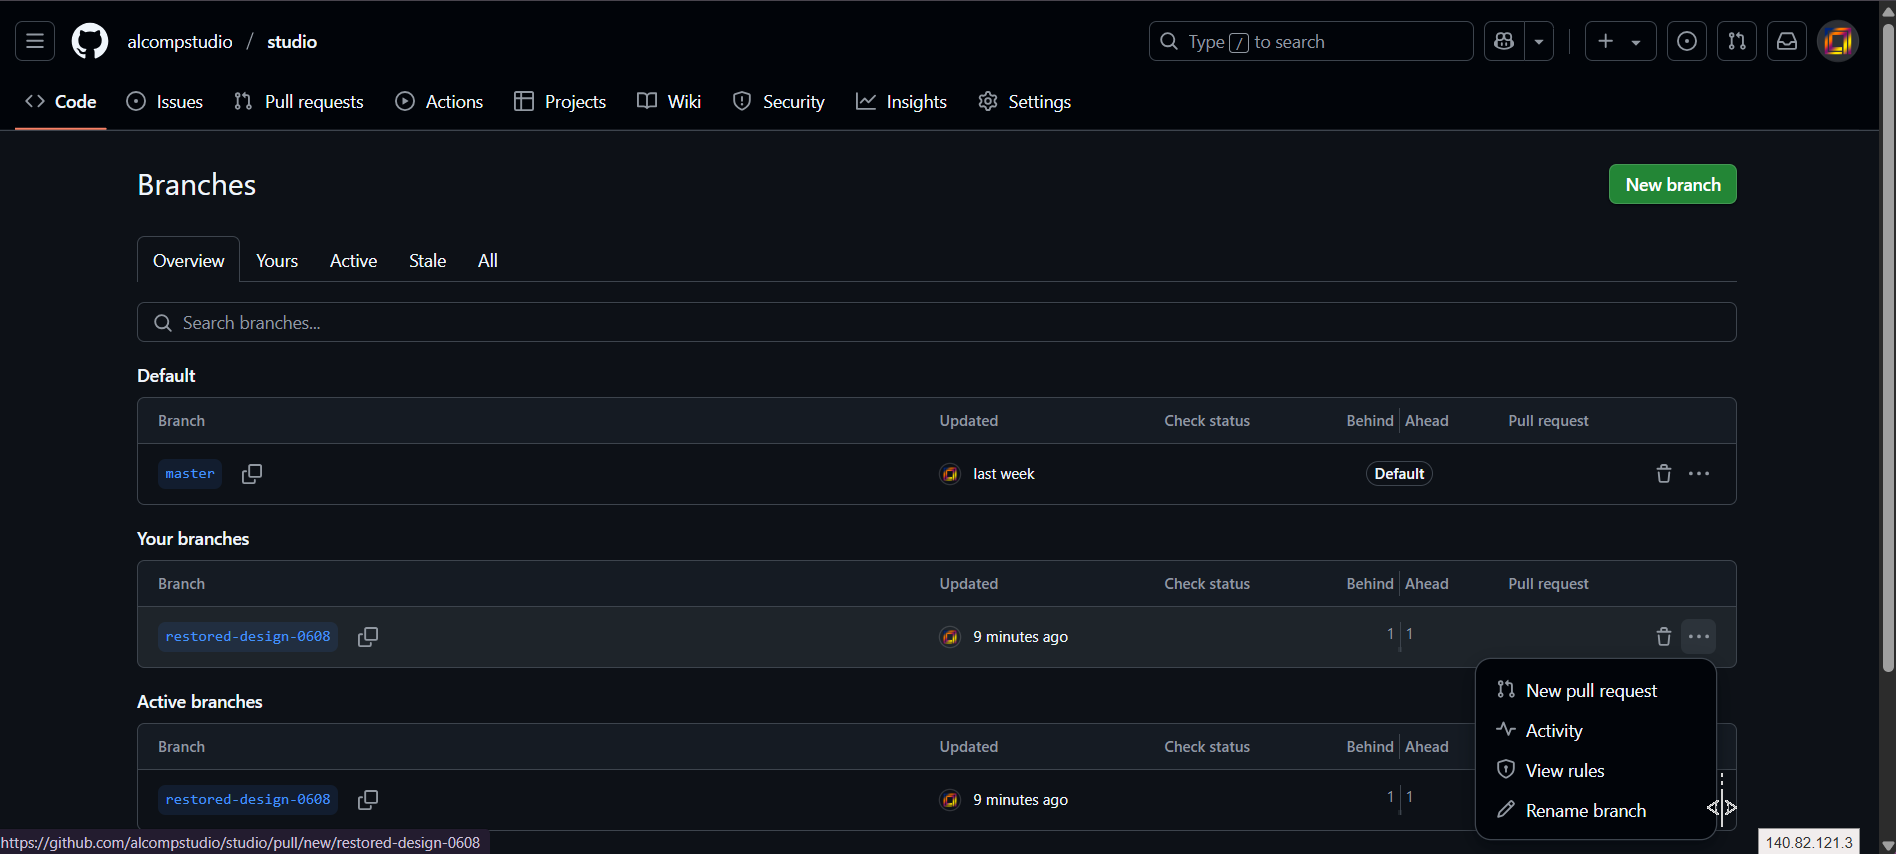 alcompstudio / studio
Type / to search
Code Issues Pull requests Actions Projects Wiki Security Insights Settings
Branches
New branch
Overview Yours Active Stale All
Search branches...
Default
Branch Updated Check status Behind Ahead Pull request
master last week Default
Your branches
Branch Updated Check status Behind Ahead Pull request
restored-design-0608 9 minutes ago 1 1
New pull request
Activity
View rules
Rename branch
Active branches
Branch Updated Check status Behind Ahead
restored-design-0608 9 minutes ago 1 1
https://github.com/alcompstudio/studio/pull/new/restored-design-0608
140.82.121.3